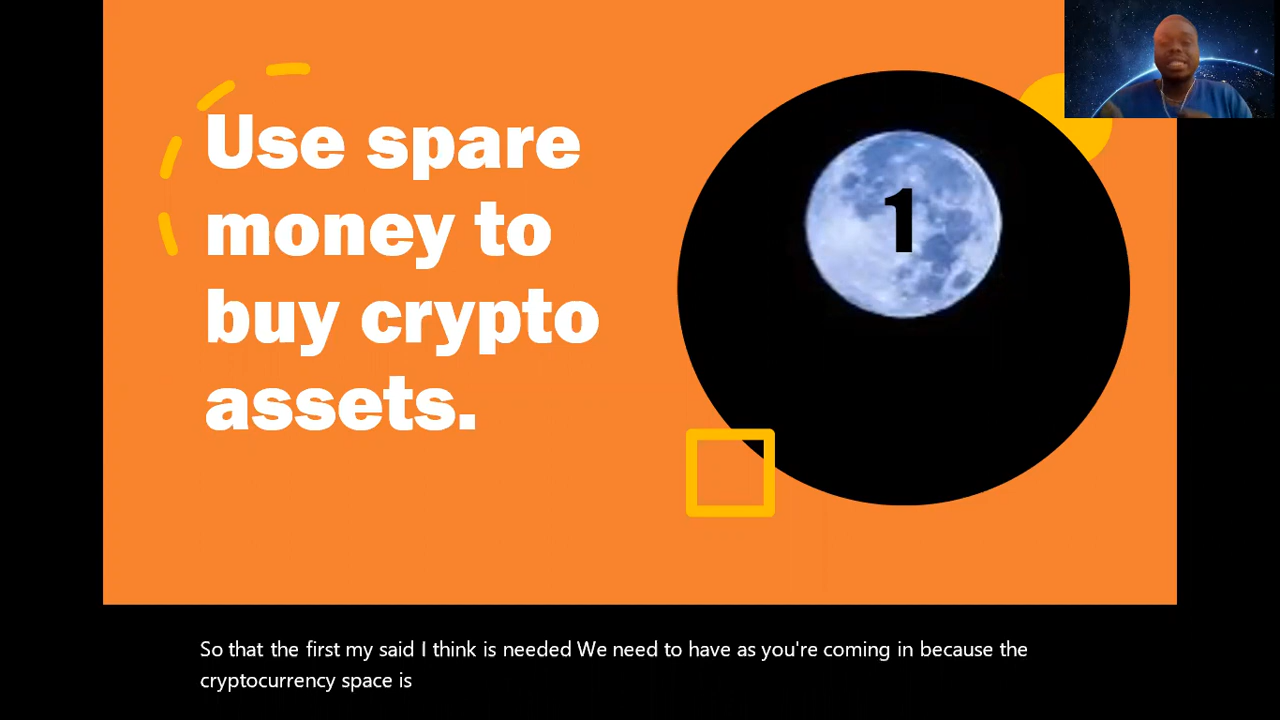 Use spare
money to
buy crypto
assets.
1
So that the first my said I think is needed We need to have as you're coming in because the
cryptocurrency space is